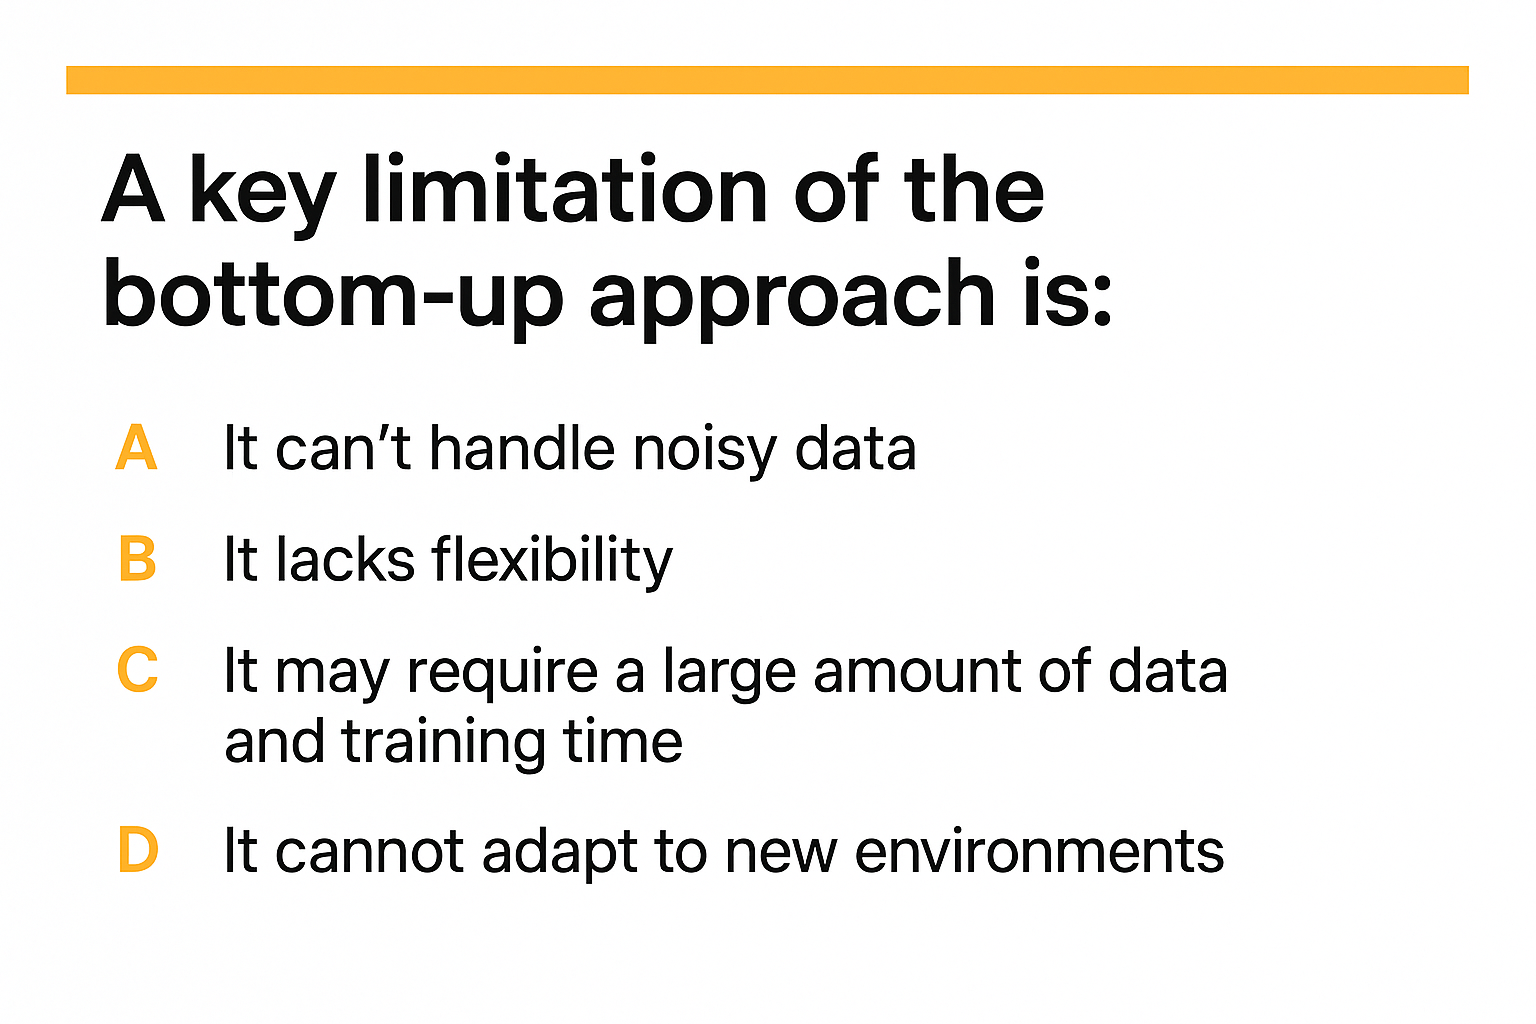 A key limitation of the
bottom-up approach is:
A It can’t handle noisy data
B It lacks flexibility
C It may require a large amount of data
and training time
D It cannot adapt to new environments